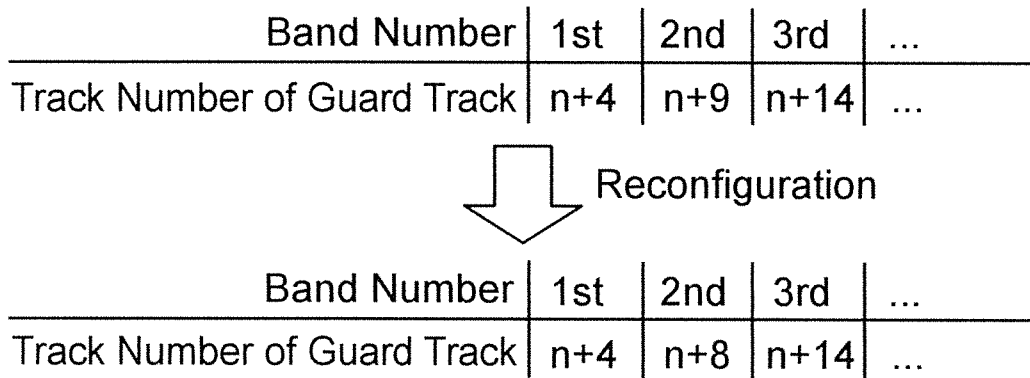 Band Number 1st 2nd 3rd ...
Track Number of Guard Track n+4 n+9 n+14 ...
Reconfiguration
Band Number 1st 2nd 3rd ...
Track Number of Guard Track n+4 n+8 n+14 ...